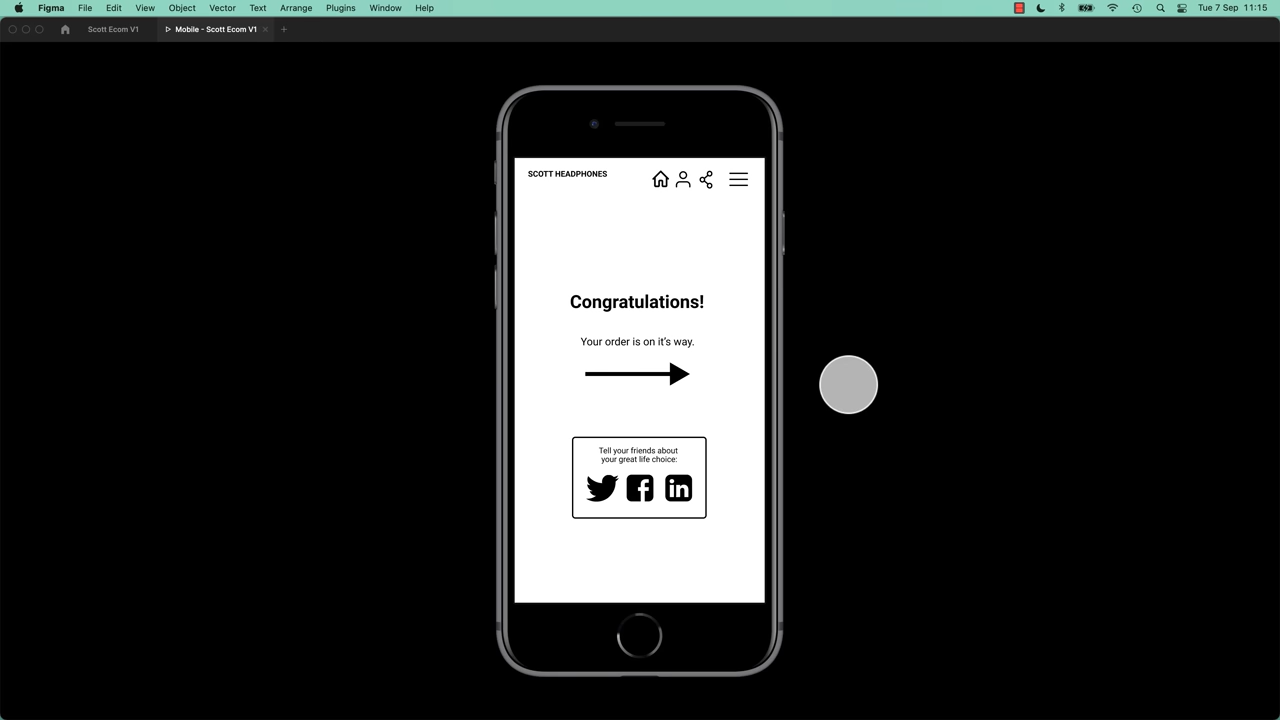 Figma File Edit View Object Vector Text Arrange Plugins Window Help Tue 7 Sep 11:15
Scott Ecom V1 Mobile - Scott Ecom V1
SCOTT HEADPHONES
Congratulations!
Your order is on it's way.
Tell your friends about
your great life choice:
in